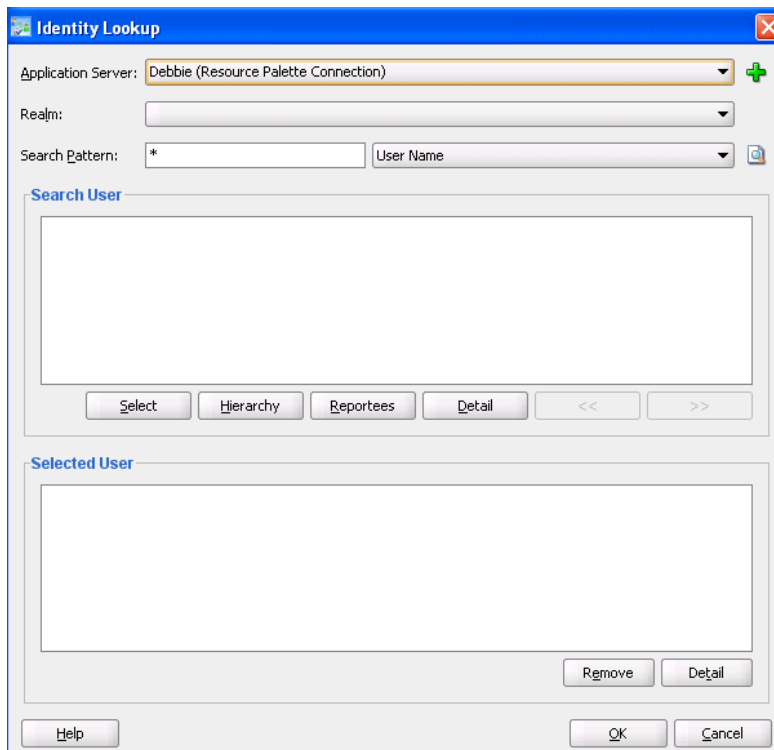 Identity Lookup
Application Server: Debbie (Resource Palette Connection)
Realm:
Search Pattern: * User Name
Search User
Select Hierarchy Reportees Detail << >>
Selected User
Remove Detail
Help OK Cancel